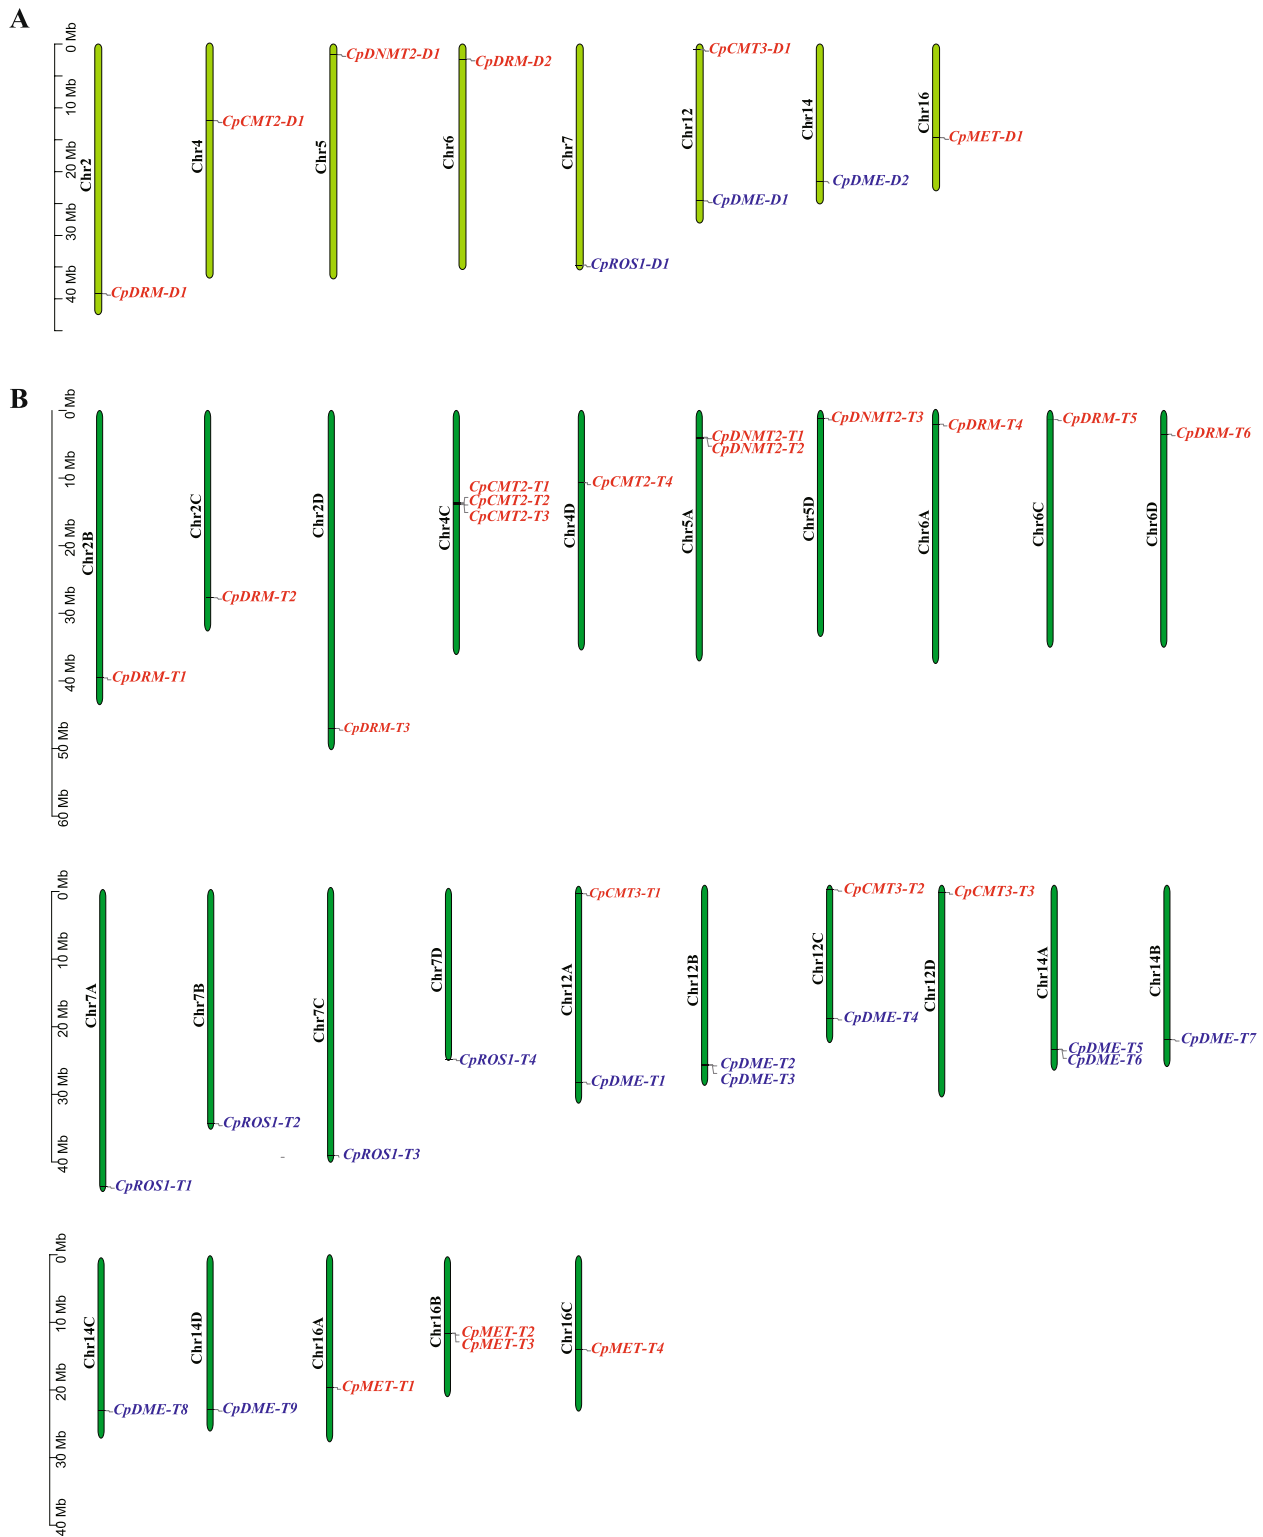 A
0 Mb
10 Mb
20 Mb
30 Mb
40 Mb
Chr2
CpDRM-D1
Chr4
CpCMT2-D1
Chr5
CpDNMT2-D1
Chr6
CpDRM-D2
Chr7
CpROS1-D1
Chr12
CpCMT3-D1
CpDME-D1
Chr14
CpDME-D2
Chr16
CpMET-D1
B
0 Mb
10 Mb
20 Mb
30 Mb
40 Mb
50 Mb
60 Mb
Chr2B
CpDRM-T1
Chr2C
CpDRM-T2
Chr2D
CpDRM-T3
Chr4C
CpCMT2-T1
CpCMT2-T2
CpCMT2-T3
Chr4D
CpCMT2-T4
Chr5A
CpDNMT2-T1
CpDNMT2-T2
Chr5D
CpDNMT2-T3
Chr6A
CpDRM-T4
Chr6C
CpDRM-T5
Chr6D
CpDRM-T6
0 Mb
10 Mb
20 Mb
30 Mb
40 Mb
Chr7A
CpROS1-T1
Chr7B
CpROS1-T2
Chr7C
CpROS1-T3
Chr7D
CpROS1-T4
Chr12A
CpCMT3-T1
CpDME-T1
Chr12B
CpDME-T2
CpDME-T3
Chr12C
CpCMT3-T2
CpDME-T4
Chr12D
CpCMT3-T3
Chr14A
CpDME-T5
CpDME-T6
Chr14B
CpDME-T7
0 Mb
10 Mb
20 Mb
30 Mb
40 Mb
Chr14C
CpDME-T8
Chr14D
CpDME-T9
Chr16A
CpMET-T1
Chr16B
CpMET-T2
CpMET-T3
Chr16C
CpMET-T4